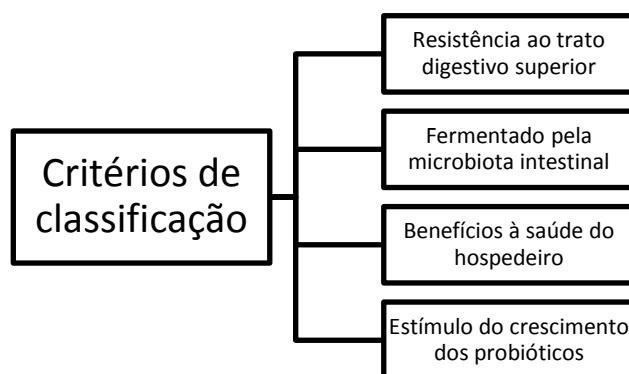 Critérios de
classificação
Resistência ao trato
digestivo superior
Fermentado pela
microbiota intestinal
Benefícios à saúde do
hospedeiro
Estímulo do crescimento
dos probióticos